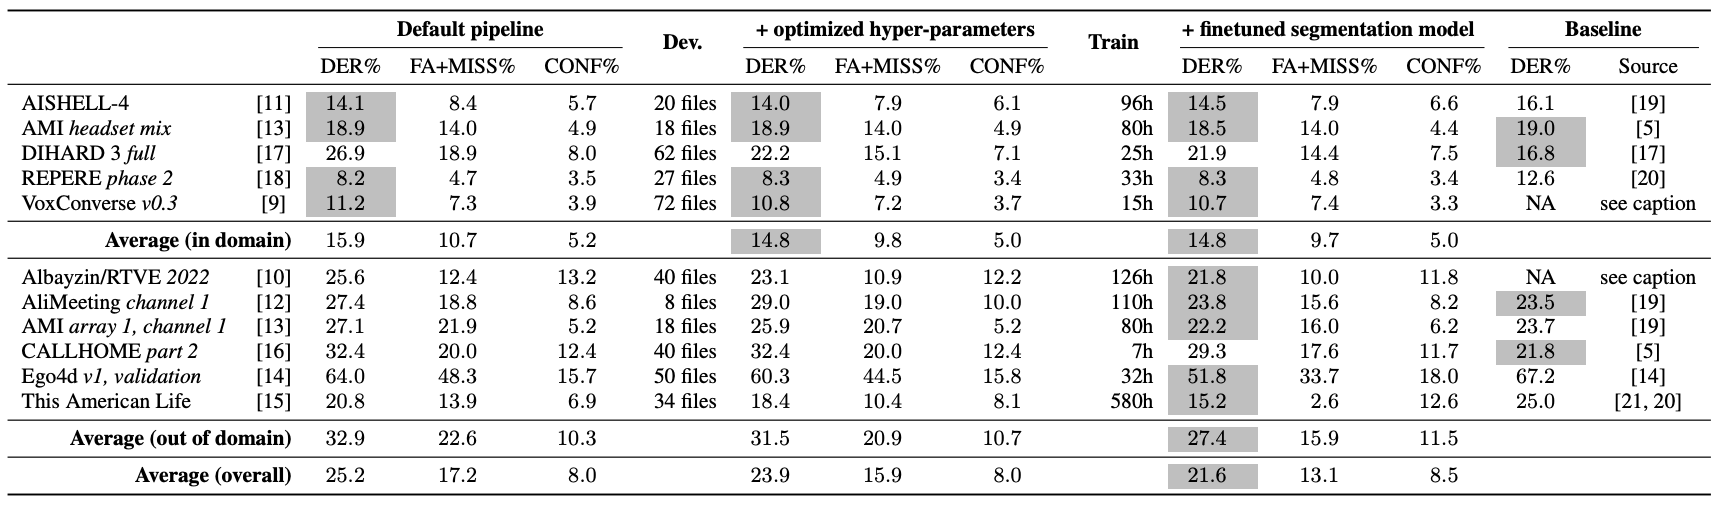 Default pipeline Dev. + optimized hyper-parameters Train + finetuned segmentation model Baseline
DER% FA+MISS% CONF% DER% FA+MISS% CONF% DER% FA+MISS% CONF% DER% Source
AISHELL-4 [11] 14.1 8.4 5.7 20 files 14.0 7.9 6.1 96h 14.5 7.9 6.6 16.1 [19]
AMI headset mix [13] 18.9 14.0 4.9 18 files 18.9 14.0 4.9 80h 18.5 14.0 4.4 19.0 [5]
DIHARD 3 full [17] 26.9 18.9 8.0 62 files 22.2 15.1 7.1 25h 21.9 14.4 7.5 16.8 [17]
REPERE phase 2 [18] 8.2 4.7 3.5 27 files 8.3 4.9 3.4 33h 8.3 4.8 3.4 12.6 [20]
VoxConverse v0.3 [9] 11.2 7.3 3.9 72 files 10.8 7.2 3.7 15h 10.7 7.4 3.3 NA see caption
Average (in domain) 15.9 10.7 5.2 14.8 9.8 5.0 14.8 9.7 5.0
Albayzin/RTVE 2022 [10] 25.6 12.4 13.2 40 files 23.1 10.9 12.2 126h 21.8 10.0 11.8 NA see caption
AliMeeting channel 1 [12] 27.4 18.8 8.6 8 files 29.0 19.0 10.0 110h 23.8 15.6 8.2 23.5 [19]
AMI array 1, channel 1 [13] 27.1 21.9 5.2 18 files 25.9 20.7 5.2 80h 22.2 16.0 6.2 23.7 [19]
CALLHOME part 2 [16] 32.4 20.0 12.4 40 files 32.4 20.0 12.4 7h 29.3 17.6 11.7 21.8 [5]
Ego4d v1, validation [14] 64.0 48.3 15.7 50 files 60.3 44.5 15.8 32h 51.8 33.7 18.0 67.2 [14]
This American Life [15] 20.8 13.9 6.9 34 files 18.4 10.4 8.1 580h 15.2 2.6 12.6 25.0 [21, 20]
Average (out of domain) 32.9 22.6 10.3 31.5 20.9 10.7 27.4 15.9 11.5
Average (overall) 25.2 17.2 8.0 23.9 15.9 8.0 21.6 13.1 8.5